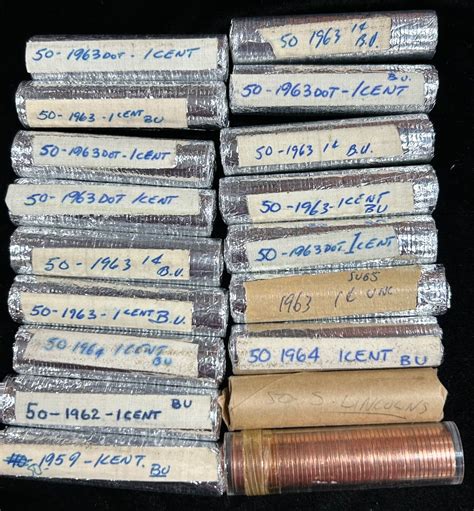 50-1963DOT-1CENT
50-1963-1CENT BU
50-1963DOT-1CENT
50-1963DOT 1CENT
50-1963 1¢ B.U.
50-1963-1CENT B.U.
50 1964 1CENT BU
50-1962-1CENT BU
1959-1CENT. BU
50 1963 1¢ B.U.
50-1963DOT-1CENT B.U.
50-1963 1¢ B.U.
50-1963-1CENT BU
50-1963DOT 1CENT
1963 1¢ UNC
50 1964 1CENT BU
50 S-LINCOLNS